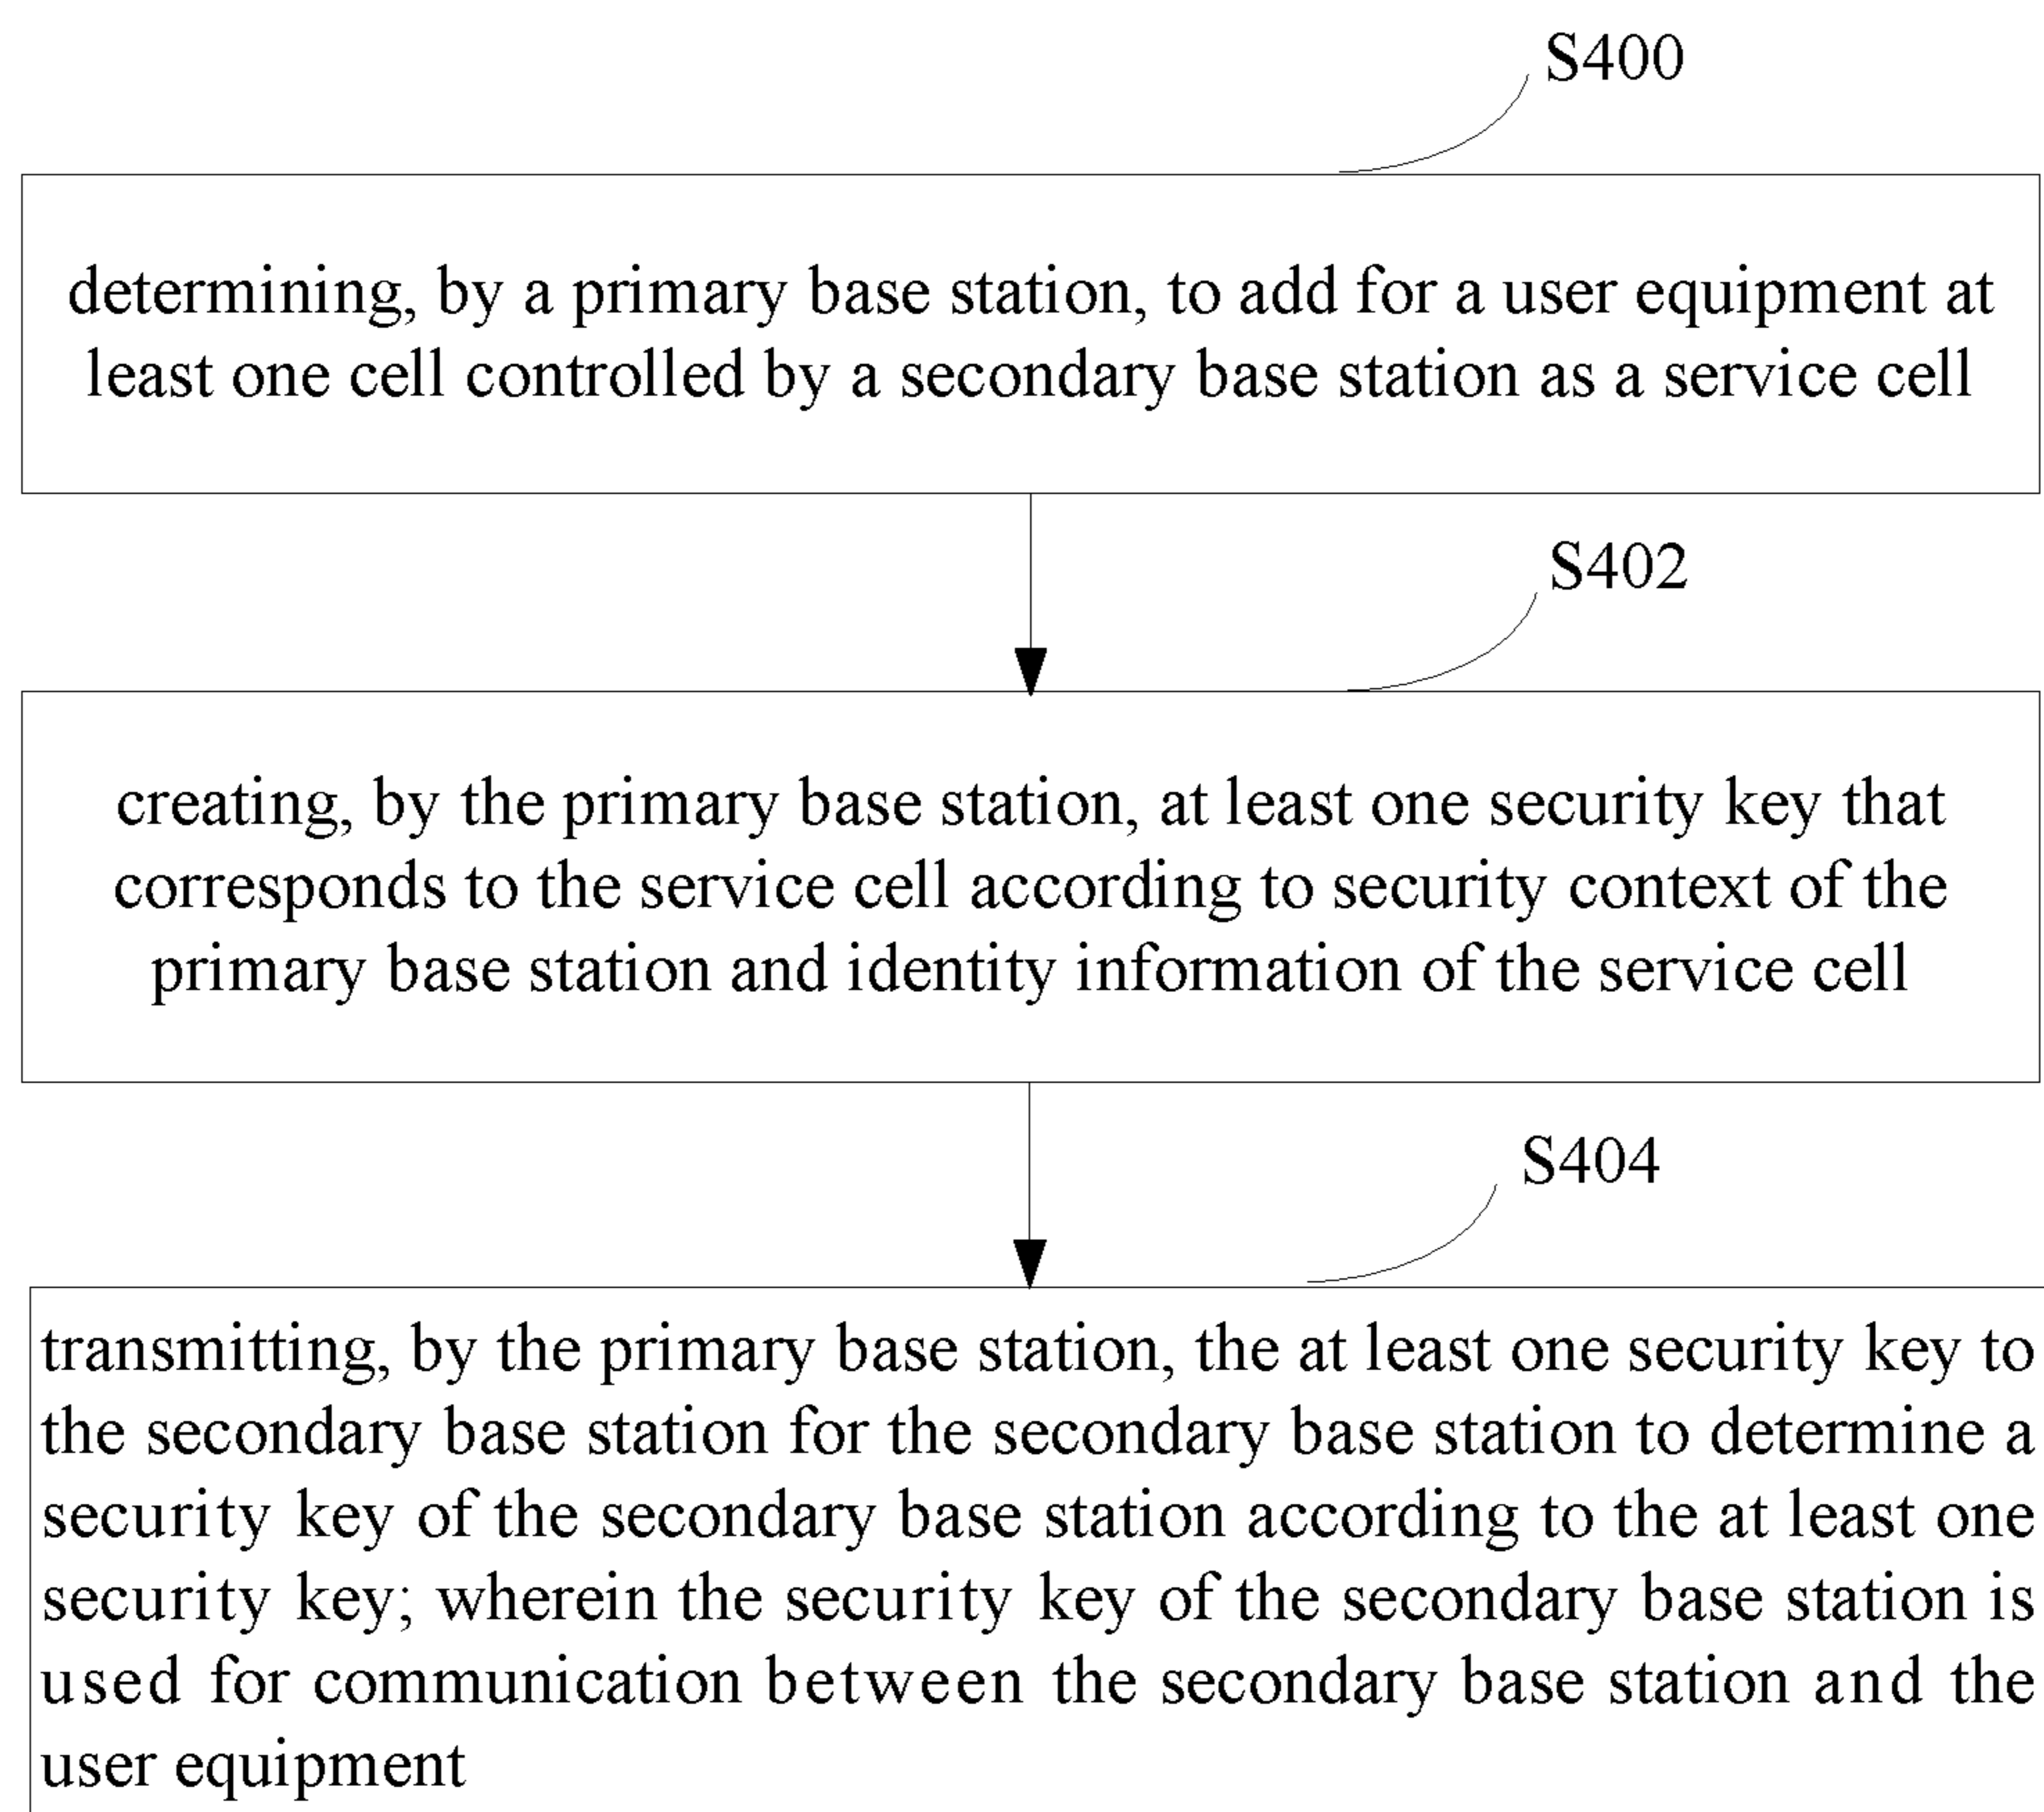 S400
determining, by a primary base station, to add for a user equipment at
least one cell controlled by a secondary base station as a service cell
S402
creating, by the primary base station, at least one security key that
corresponds to the service cell according to security context of the
primary base station and identity information of the service cell
S404
transmitting, by the primary base station, the at least one security key to
the secondary base station for the secondary base station to determine a
security key of the secondary base station according to the at least one
security key; wherein the security key of the secondary base station is
used for communication between the secondary base station and the
user equipment